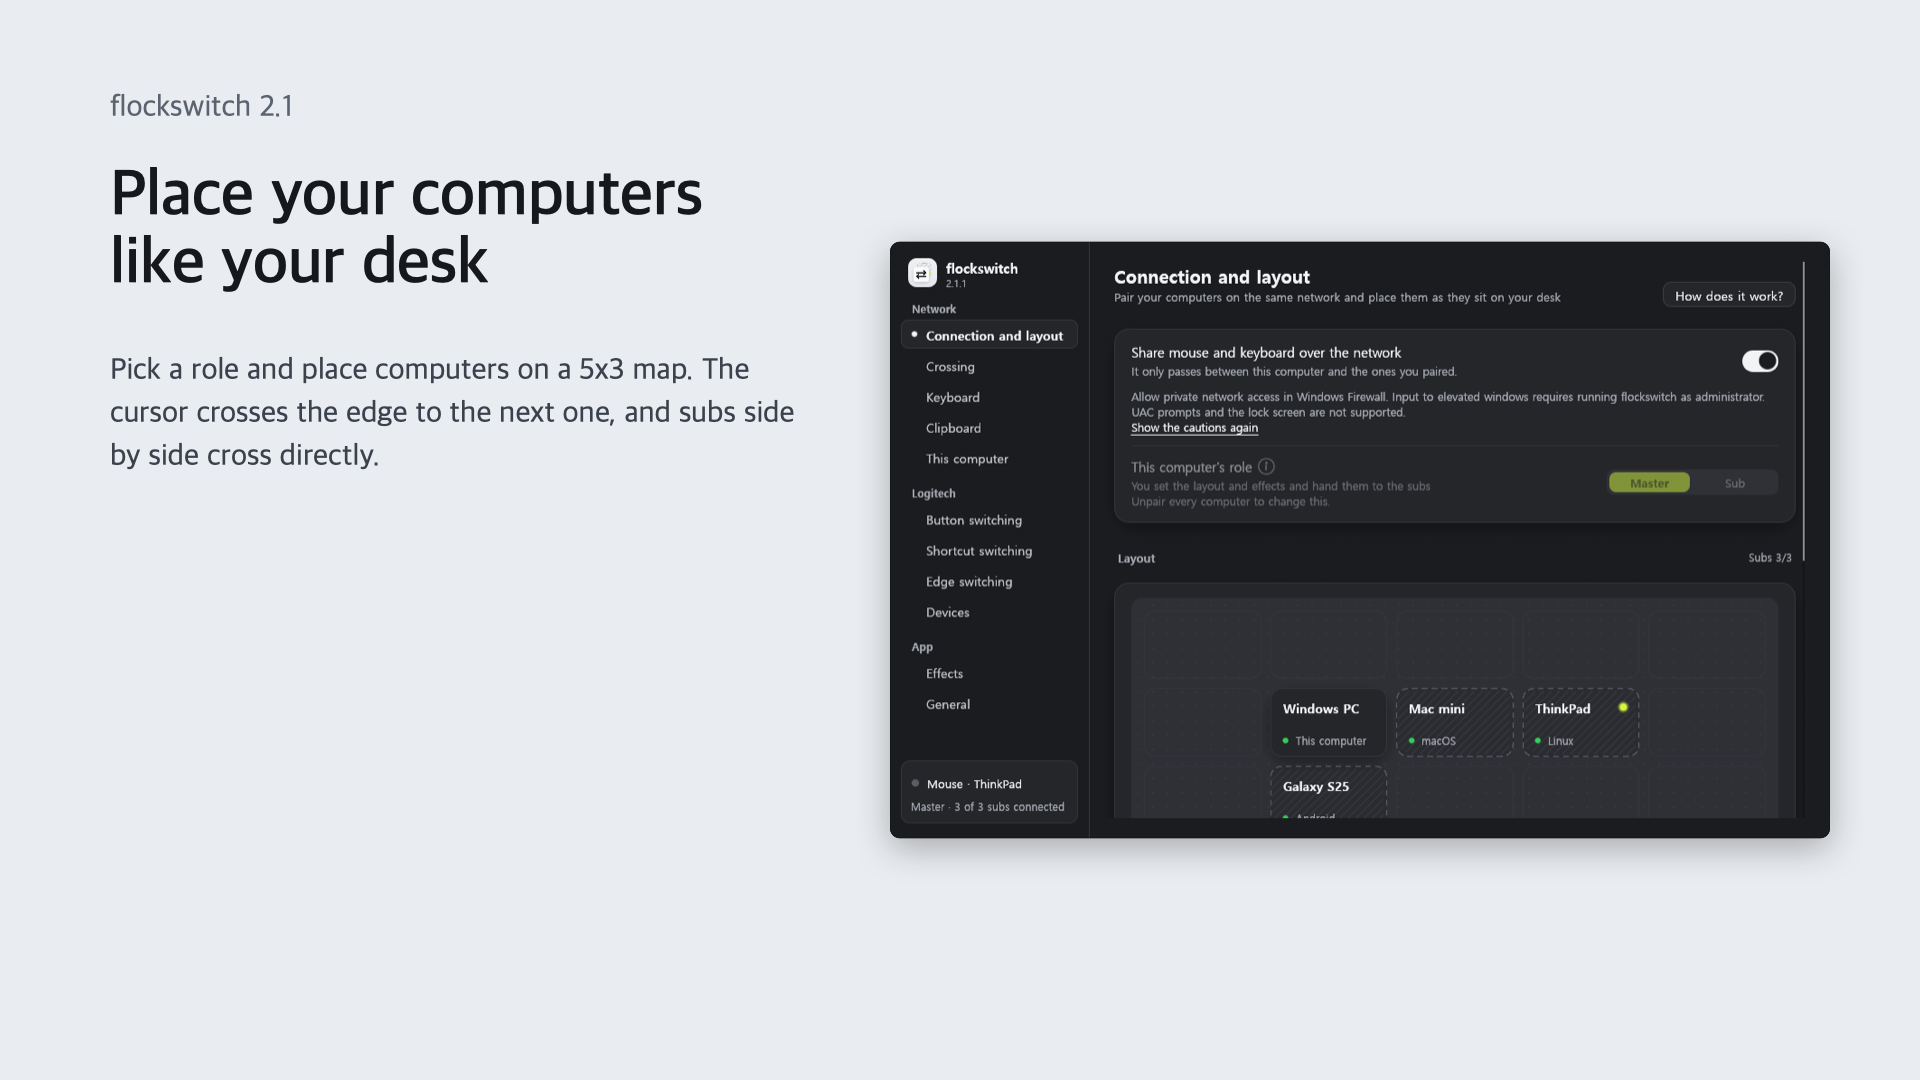 flockswitch 2.1
Place your computers
like your desk
Pick a role and place computers on a 5x3 map. The
cursor crosses the edge to the next one, and subs side
by side cross directly.
flockswitch
2.1.1
Network
Connection and layout
Crossing
Keyboard
Clipboard
This computer
Logitech
Button switching
Shortcut switching
Edge switching
Devices
App
Effects
General
Mouse · ThinkPad
Master · 3 of 3 subs connected
Connection and layout
Pair your computers on the same network and place them as they sit on your desk
How does it work?
Share mouse and keyboard over the network
It only passes between this computer and the ones you paired.
Allow private network access in Windows Firewall. Input to elevated windows requires running flockswitch as administrator.
UAC prompts and the lock screen are not supported.
Show the cautions again
This computer's role
You set the layout and effects and hand them to the subs
Unpair every computer to change this.
Master
Sub
Layout
Subs 3/3
Windows PC
This computer
Mac mini
macOS
ThinkPad
Linux
Galaxy S25
Android